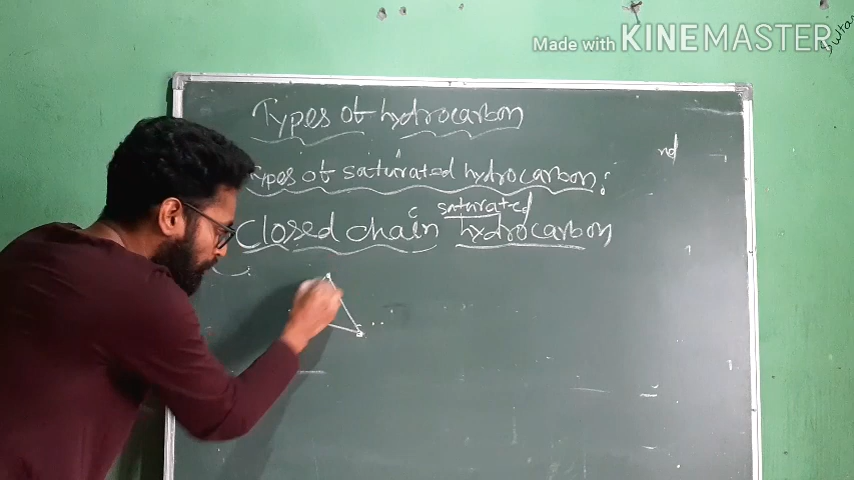 Made with KINEMASTER
Types of hydrocarbon
Types of saturated hydrocarbon:
saturated
Closed chain hydrocarbon